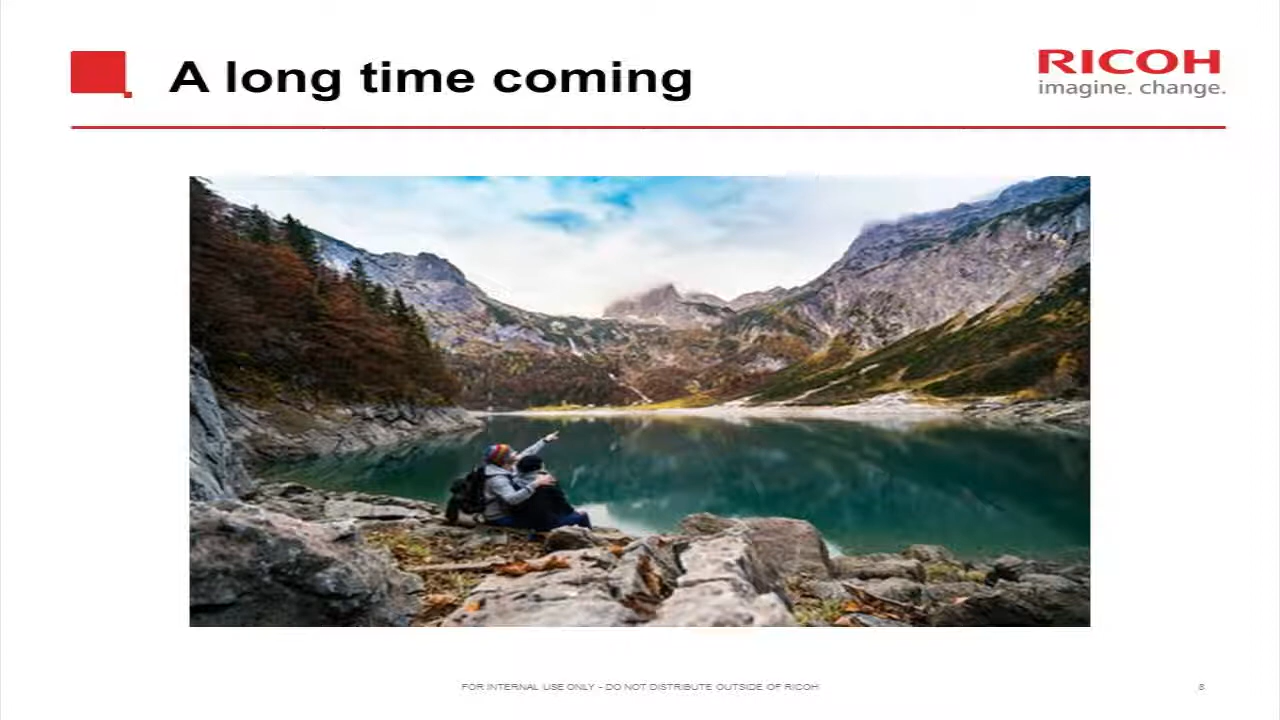 A long time coming
RICOH
imagine. change.
FOR INTERNAL USE ONLY - DO NOT DISTRIBUTE OUTSIDE OF RICOH
8